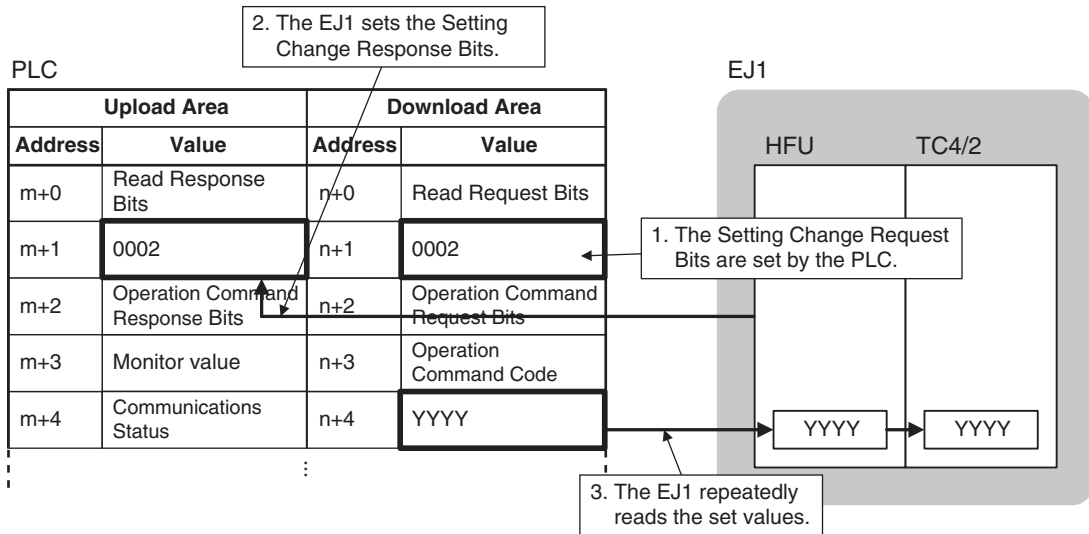 2. The EJ1 sets the Setting
Change Response Bits.
PLC
EJ1
Upload Area Download Area
Address Value Address Value
HFU TC4/2
m+0 Read Response
Bits n+0 Read Request Bits
m+1 0002 n+1 0002
1. The Setting Change Request
Bits are set by the PLC.
m+2 Operation Command
Response Bits n+2 Operation Command
Request Bits
m+3 Monitor value n+3 Operation
Command Code
m+4 Communications
Status n+4 YYYY
YYYY YYYY
3. The EJ1 repeatedly
reads the set values.